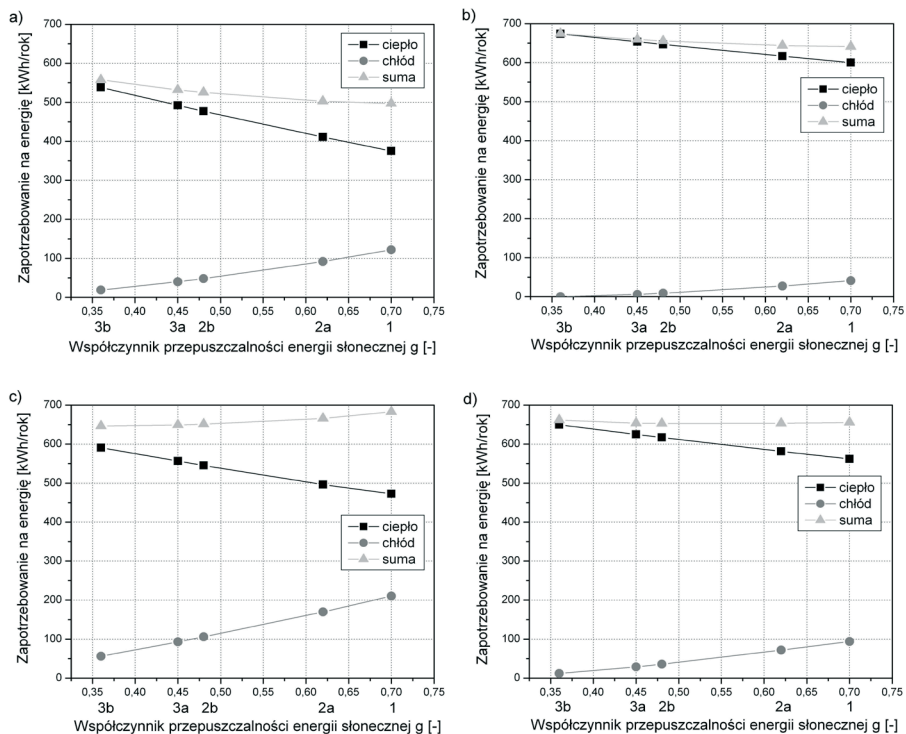 a)
700
600
500
400
300
200
100
0
Zapotrzebowanie na energię [kWh/rok]
ciepło
chłód
suma
0,35 0,40 0,45 0,50 0,55 0,60 0,65 0,70 0,75
3b 3a 2b 2a 1
Współczynnik przepuszczalności energii słonecznej g [-]
b)
700
600
500
400
300
200
100
0
Zapotrzebowanie na energię [kWh/rok]
ciepło
chłód
suma
0,35 0,40 0,45 0,50 0,55 0,60 0,65 0,70 0,75
3b 3a 2b 2a 1
Współczynnik przepuszczalności energii słonecznej g [-]
c)
700
600
500
400
300
200
100
0
Zapotrzebowanie na energię [kWh/rok]
ciepło
chłód
suma
0,35 0,40 0,45 0,50 0,55 0,60 0,65 0,70 0,75
3b 3a 2b 2a 1
Współczynnik przepuszczalności energii słonecznej g [-]
d)
700
600
500
400
300
200
100
0
Zapotrzebowanie na energię [kWh/rok]
ciepło
chłód
suma
0,35 0,40 0,45 0,50 0,55 0,60 0,65 0,70 0,75
3b 3a 2b 2a 1
Współczynnik przepuszczalności energii słonecznej g [-]